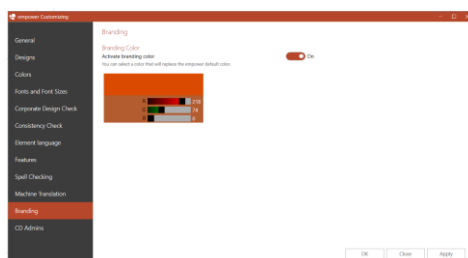 empower Customizing
General
Designs
Colors
Fonts and Font Sizes
Corporate Design Check
Consistency Check
Element language
Features
Spell Checking
Machine Translation
Branding
CD Admins
Branding
Branding Color
Activate branding color
On
You can select a color that will replace the empower default color.
R
218
G
74
OK
Close
Apply